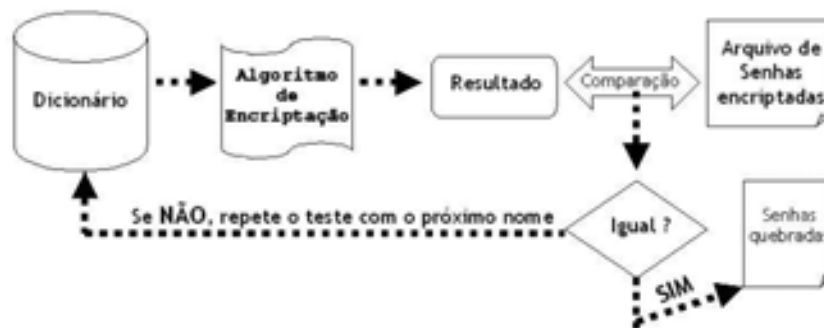 Dicionário
Algoritmo
de
Encriptação
Resultado
Comparação
Arquivo de
Senhas
encriptadas
Se NÃO, repete o teste com o próximo nome
Igual ?
SIM
Senhas
quebradas